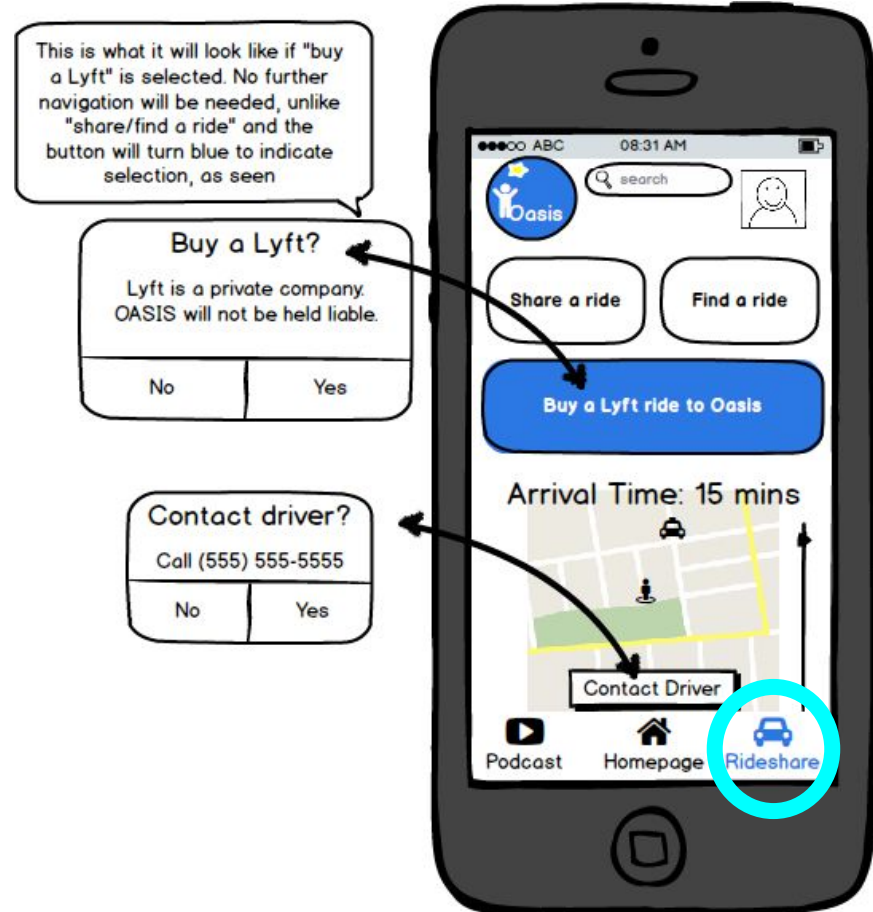 This is what it will look like if "buy
a Lyft" is selected. No further
navigation will be needed, unlike
"share/find a ride" and the
button will turn blue to indicate
selection, as seen
Buy a Lyft?
Lyft is a private company.
OASIS will not be held liable.
No Yes
Contact driver?
Call (555) 555-5555
No Yes
ABC 08:31 AM
Oasis
search
Share a ride Find a ride
Buy a Lyft ride to Oasis
Arrival Time: 15 mins
Contact Driver
Podcast Homepage Rideshare